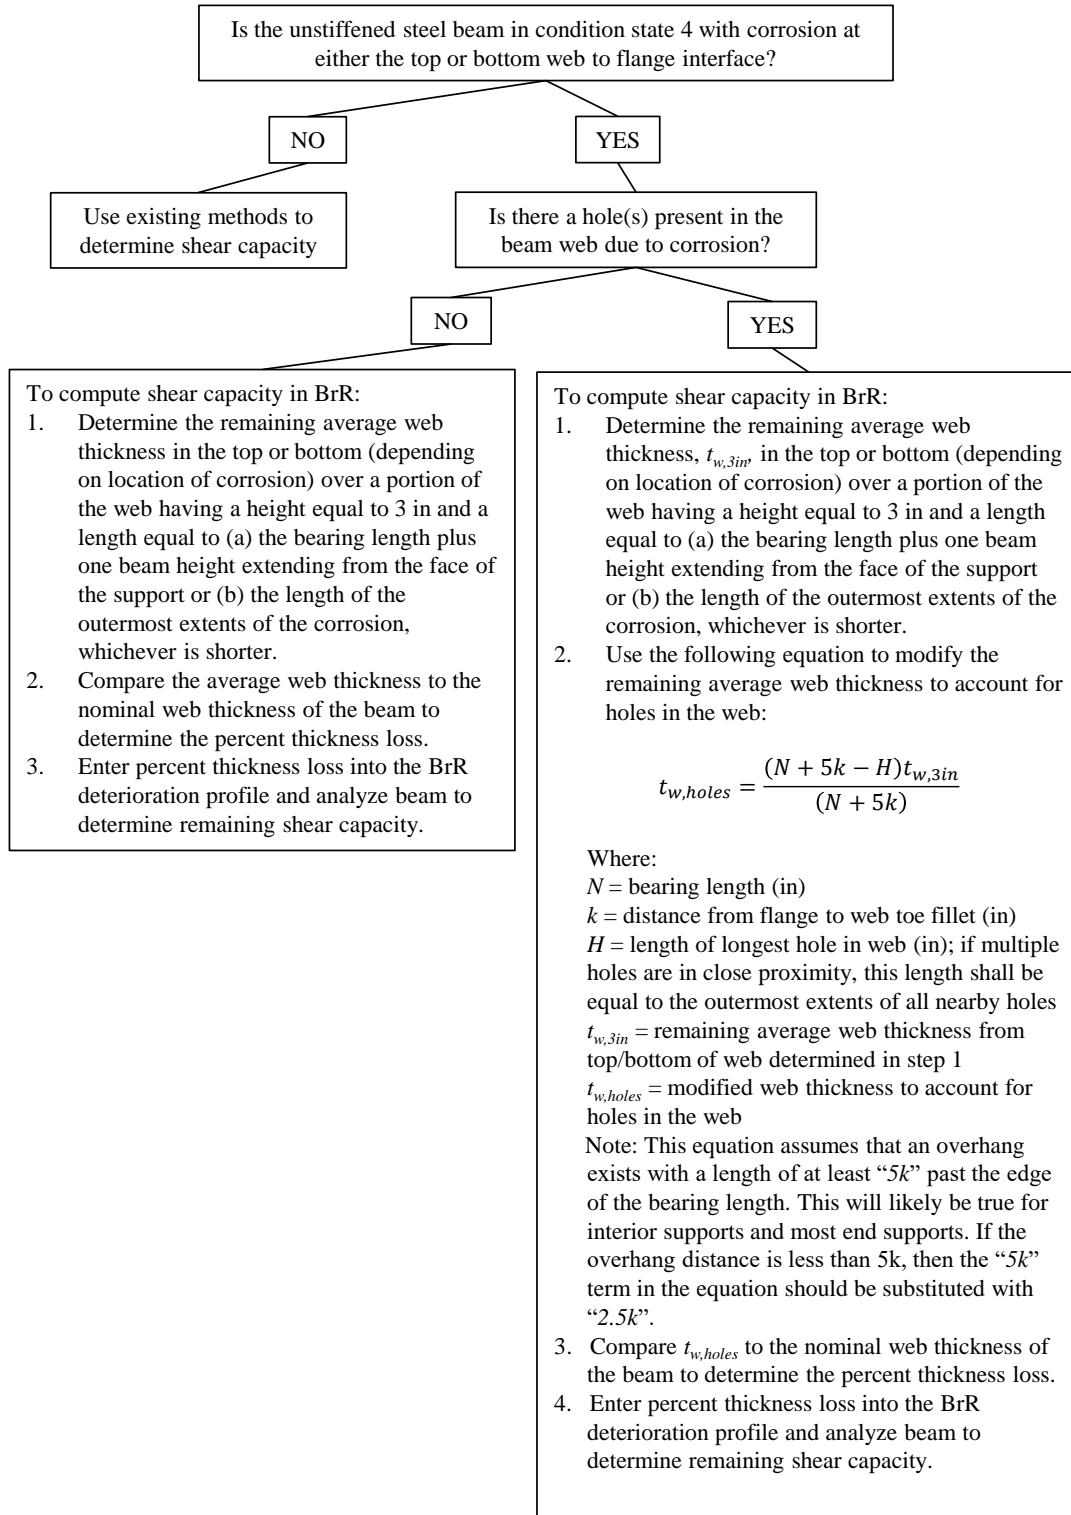 Is the unstiffened steel beam in condition state 4 with corrosion at
either the top or bottom web to flange interface?
NO
YES
Use existing methods to
determine shear capacity
Is there a hole(s) present in the
beam web due to corrosion?
NO
YES
To compute shear capacity in BrR:
1. Determine the remaining average web
thickness in the top or bottom (depending
on location of corrosion) over a portion of
the web having a height equal to 3 in and a
length equal to (a) the bearing length plus
one beam height extending from the face of
the support or (b) the length of the
outermost extents of the corrosion,
whichever is shorter.
2. Compare the average web thickness to the
nominal web thickness of the beam to
determine the percent thickness loss.
3. Enter percent thickness loss into the BrR
deterioration profile and analyze beam to
determine remaining shear capacity.
To compute shear capacity in BrR:
1. Determine the remaining average web
thickness, t_{w,3in}, in the top or bottom (depending
on location of corrosion) over a portion of the
web having a height equal to 3 in and a length
equal to (a) the bearing length plus one beam
height extending from the face of the support
or (b) the length of the outermost extents of the
corrosion, whichever is shorter.
2. Use the following equation to modify the
remaining average web thickness to account for
holes in the web:
t_{w,holes} = \frac{(N + 5k − H)t_{w,3in}}{(N + 5k)}
Where:
N = bearing length (in)
k = distance from flange to web toe fillet (in)
H = length of longest hole in web (in); if multiple
holes are in close proximity, this length shall be
equal to the outermost extents of all nearby holes
t_{w,3in} = remaining average web thickness from
top/bottom of web determined in step 1
t_{w,holes} = modified web thickness to account for
holes in the web
Note: This equation assumes that an overhang
exists with a length of at least “5k” past the edge
of the bearing length. This will likely be true for
interior supports and most end supports. If the
overhang distance is less than 5k, then the “5k”
term in the equation should be substituted with
“2.5k”.
3. Compare t_{w,holes} to the nominal web thickness of
the beam to determine the percent thickness loss.
4. Enter percent thickness loss into the BrR
deterioration profile and analyze beam to
determine remaining shear capacity.